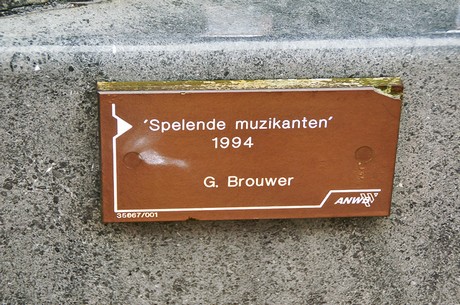 ‘Spelende muzikanten’
1994
G. Brouwer
35667/001
ANWB